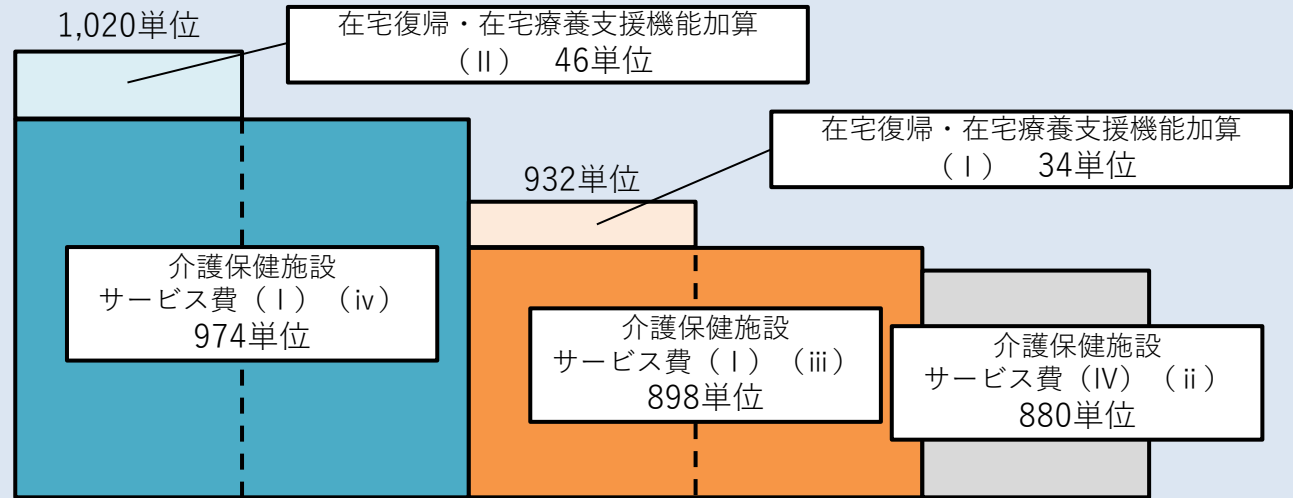 1,020単位
在宅復帰・在宅療養支援機能加算
（Ⅱ）　46単位
在宅復帰・在宅療養支援機能加算
（Ⅰ）　34単位
932単位
介護保健施設
サービス費（Ⅰ）（ⅳ）
974単位
介護保健施設
サービス費（Ⅰ）（ⅲ）
898単位
介護保健施設
サービス費（Ⅳ）（ⅱ）
880単位